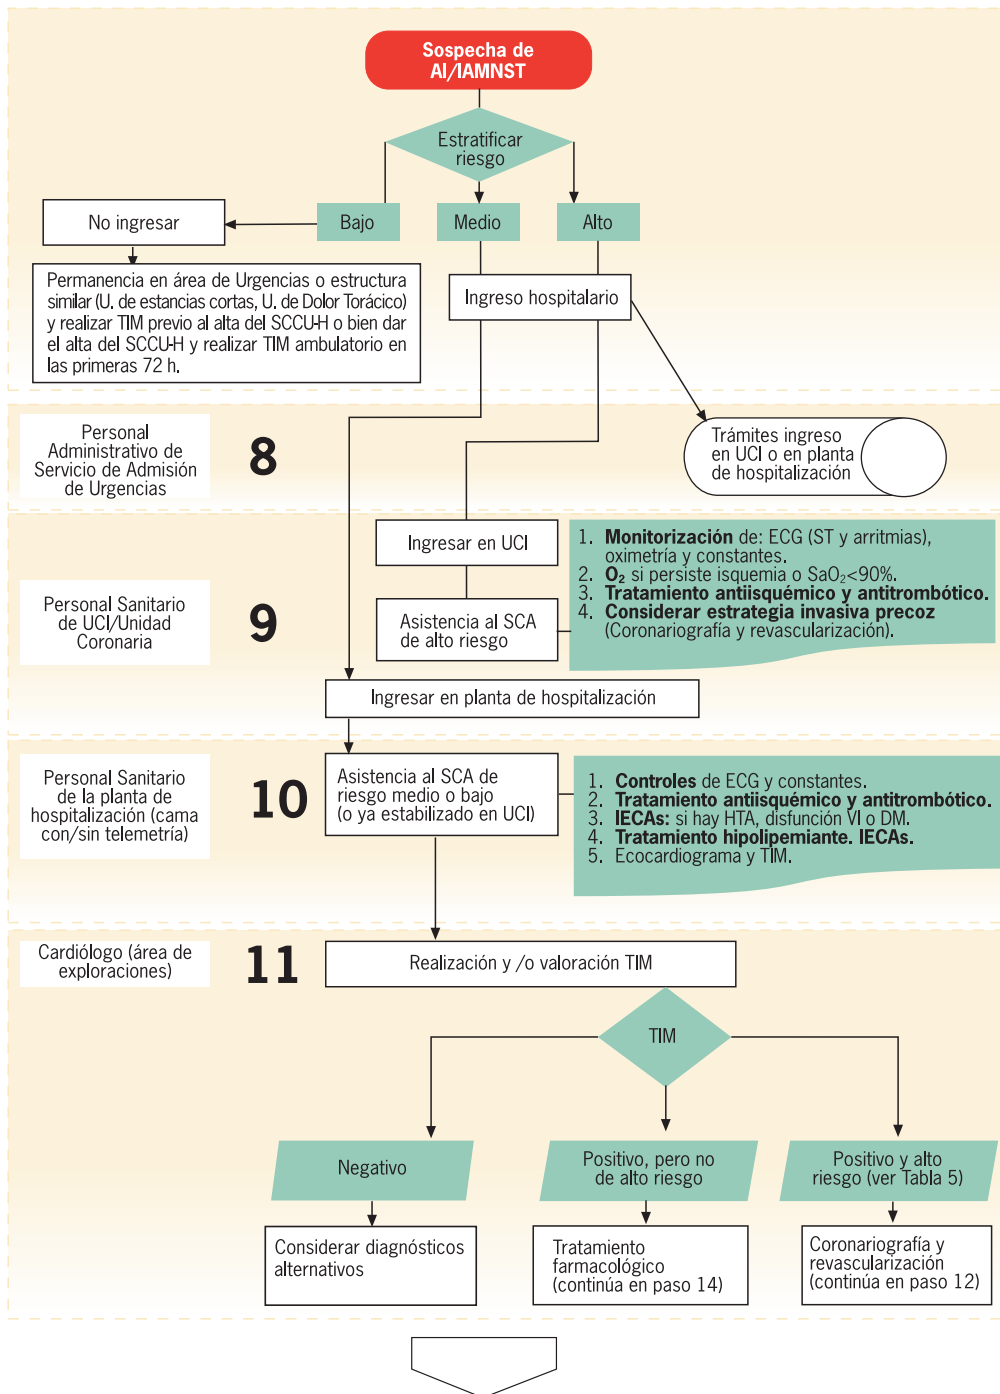 Sospecha de
AI/IAMNST
Estratificar
riesgo
No ingresar
Bajo
Medio
Alto
Permanencia en área de Urgencias o estructura
similar (U. de estancias cortas, U. de Dolor Torácico)
y realizar TIM previo al alta del SCCU-H o bien dar
el alta del SCCU-H y realizar TIM ambulatorio en
las primeras 72 h.
Ingreso hospitalario
Personal
Administrativo de
Servicio de Admisión
de Urgencias
8
Trámites ingreso
en UCI o en planta
de hospitalización
Personal Sanitario
de UCI/Unidad
Coronaria
9
Ingresar en UCI
Asistencia al SCA
de alto riesgo
1. Monitorización de: ECG (ST y arritmias),
oximetría y constantes.
2. O₂ si persiste isquemia o SaO₂<90%.
3. Tratamiento antiisquémico y antitrombótico.
4. Considerar estrategia invasiva precoz
(Coronariografía y revascularización).
Ingresar en planta de hospitalización
Personal Sanitario
de la planta de
hospitalización (cama
con/sin telemetría)
10
Asistencia al SCA de
riesgo medio o bajo
(o ya estabilizado en UCI)
1. Controles de ECG y constantes.
2. Tratamiento antiisquémico y antitrombótico.
3. IECAs: si hay HTA, disfunción VI o DM.
4. Tratamiento hipolipemiante. IECAs.
5. Ecocardiograma y TIM.
Cardiólogo (área de
exploraciones)
11
Realización y /o valoración TIM
TIM
Negativo
Positivo, pero no
de alto riesgo
Positivo y alto
riesgo (ver Tabla 5)
Considerar diagnósticos
alternativos
Tratamiento
farmacológico
(continúa en paso 14)
Coronariografía y
revascularización
(continúa en paso 12)